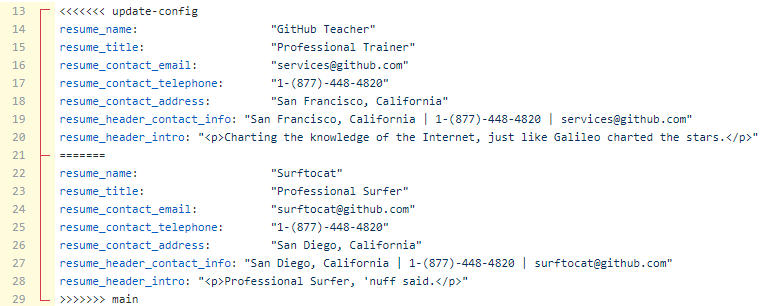 13 <<<<<<< update-config
14 resume_name: "GitHub Teacher"
15 resume_title: "Professional Trainer"
16 resume_contact_email: "services@github.com"
17 resume_contact_telephone: "1-(877)-448-4820"
18 resume_contact_address: "San Francisco, California"
19 resume_header_contact_info: "San Francisco, California | 1-(877)-448-4820 | services@github.com"
20 resume_header_intro: "<p>Charting the knowledge of the Internet, just like Galileo charted the stars.</p>"
21 =======
22 resume_name: "Surftocat"
23 resume_title: "Professional Surfer"
24 resume_contact_email: "surftocat@github.com"
25 resume_contact_telephone: "1-(877)-448-4820"
26 resume_contact_address: "San Diego, California"
27 resume_header_contact_info: "San Diego, California | 1-(877)-448-4820 | surftocat@github.com"
28 resume_header_intro: "<p>Professional Surfer, 'nuff said.</p>"
29 >>>>>>> main